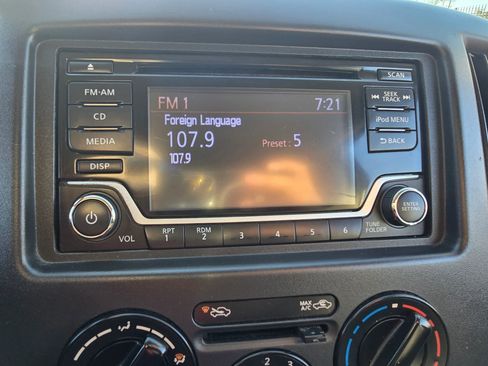 SCAN
FM·AM
CD
MEDIA
DISP
FM 1 7:21
Foreign Language
107.9 Preset : 5
107.9
SEEK
TRACK
iPod MENU
BACK
ENTER
SETTING
VOL
RPT
1
RDM
2
3
4
5
6
TUNE
FOLDER
MAX
A/C
2 3